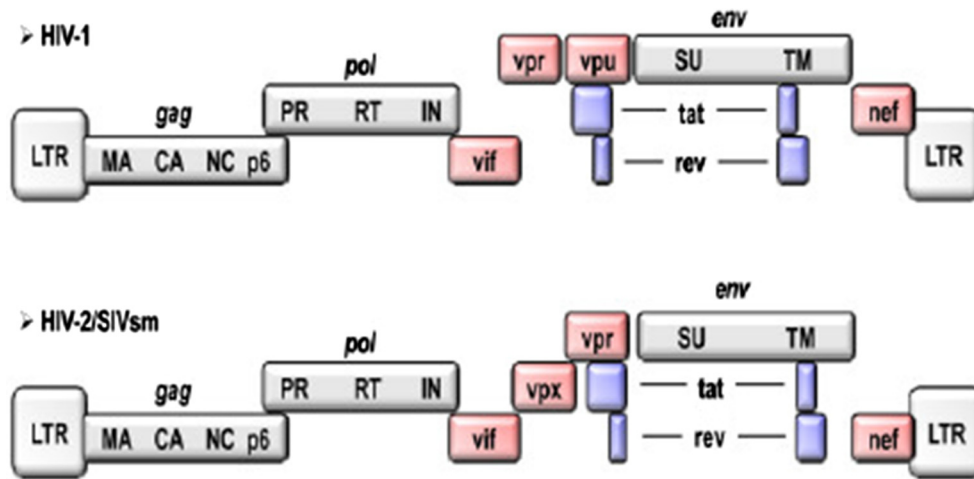 ➢ HIV-1
env
vpr vpu SU TM
pol
gag PR RT IN tat nef
LTR MA CA NC p6 vif rev LTR
➢ HIV-2/SIVsm
env
vpr SU TM
pol
gag PR RT IN vpx tat
LTR MA CA NC p6 vif rev nef LTR